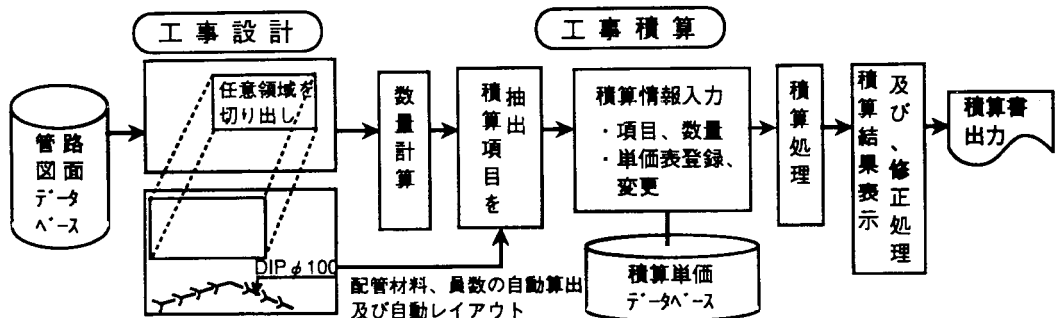 工事設計
工事積算
管路
図面
データ
ベース
任意領域を
切り出し
DIPφ100
数量計算
積算項目を
抽出
配管材料、員数の自動算出
及び自動レイアウト
積算情報入力
・項目、数量
・単価表登録、
変更
積算単価
データベース
積算処理
積算結果表示
及び、修正処理
積算書
出力